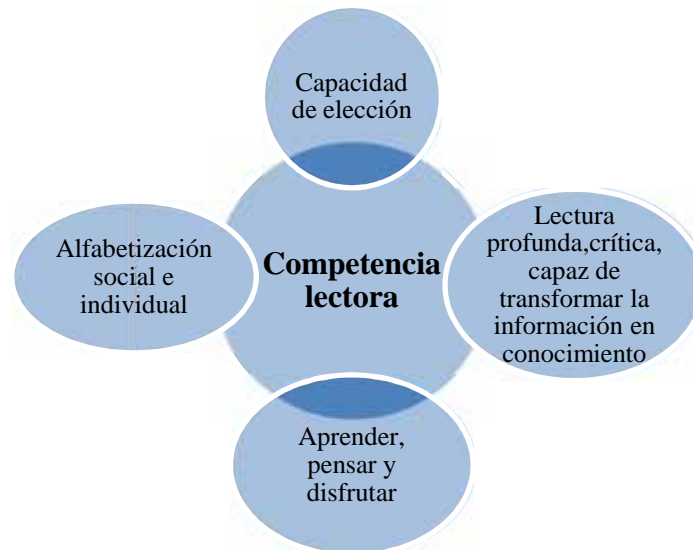 Capacidad
de elección
Alfabetización
social e
individual
Competencia
lectora
Lectura
profunda,crítica,
capaz de
transformar la
información en
conocimiento
Aprender,
pensar y
disfrutar